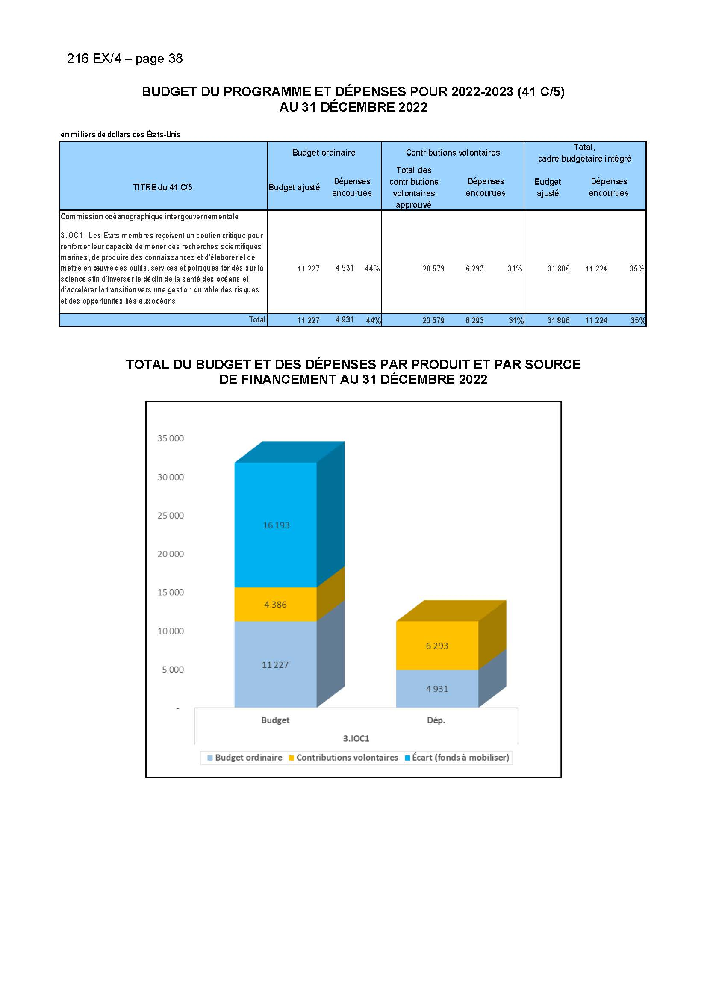 216 EX/4 – page 38
BUDGET DU PROGRAMME ET DÉPENSES POUR 2022-2023 (41 C/5)
AU 31 DÉCEMBRE 2022
en milliers de dollars des États-Unis
TITRE du 41 C/5
Budget ordinaire
Contributions volontaires
Total,
cadre budgétaire intégré
Budget ajusté
Dépenses
encourues
Total des
contributions
volontaires
approuvé
Dépenses
encourues
Budget
ajusté
Dépenses
encourues
Commission océanographique intergouvernementale
3.IOC1 - Les États membres reçoivent un soutien critique pour
renforcer leur capacité de mener des recherches scientifiques
marines, de produire des connaissances et d'élaborer et de
mettre en œuvre des outils, services et politiques fondés sur la
science afin d'inverser le déclin de la santé des océans et
d'accélérer la transition vers une gestion durable des risques
et des opportunités liés aux océans
11 227 4 931 44% 20 579 6 293 31% 31 806 11 224 35%
Total 11 227 4 931 44% 20 579 6 293 31% 31 806 11 224 35%
TOTAL DU BUDGET ET DES DÉPENSES PAR PRODUIT ET PAR SOURCE
DE FINANCEMENT AU 31 DÉCEMBRE 2022
35 000
30 000
25 000
20 000
15 000
10 000
5 000
-
16 193
4 386
11 227
6 293
4 931
Budget Dép.
3.IOC1
Budget ordinaire Contributions volontaires Écart (fonds à mobiliser)